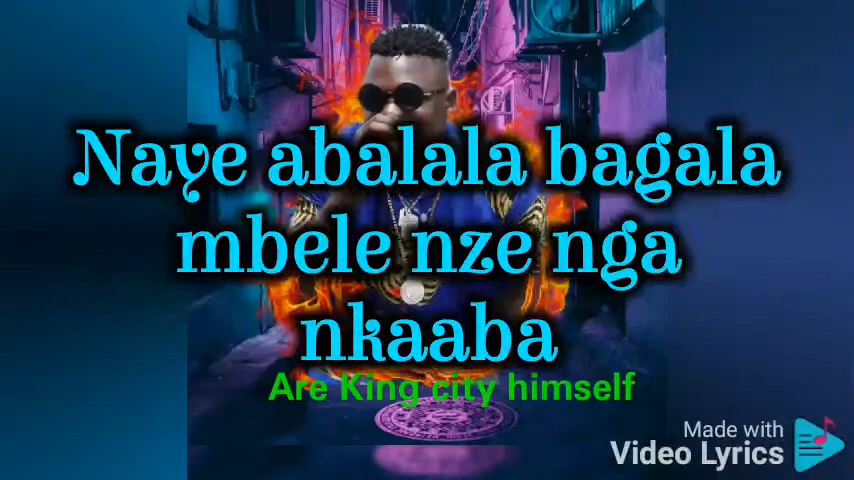 Naye abalala bagala
mbele nze nga
nkaaba
Are King city himself
Made with
Video Lyrics